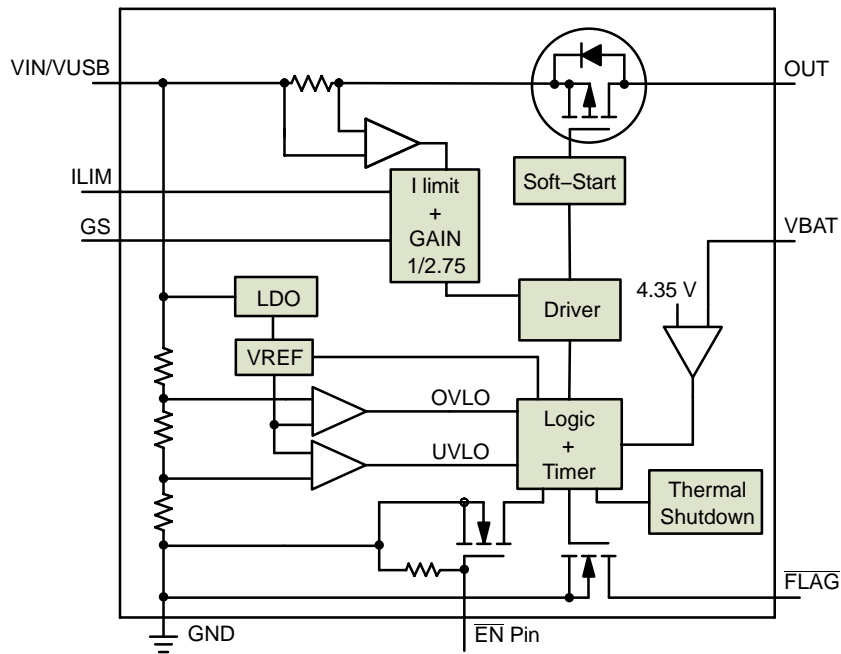 VIN/VUSB
OUT
ILIM
I limit
+
GAIN
1/2.75
Soft–Start
GS
VBAT
LDO
Driver
4.35 V
VREF
OVLO
Logic
+
Timer
UVLO
Thermal
Shutdown
FLAG
GND
EN Pin